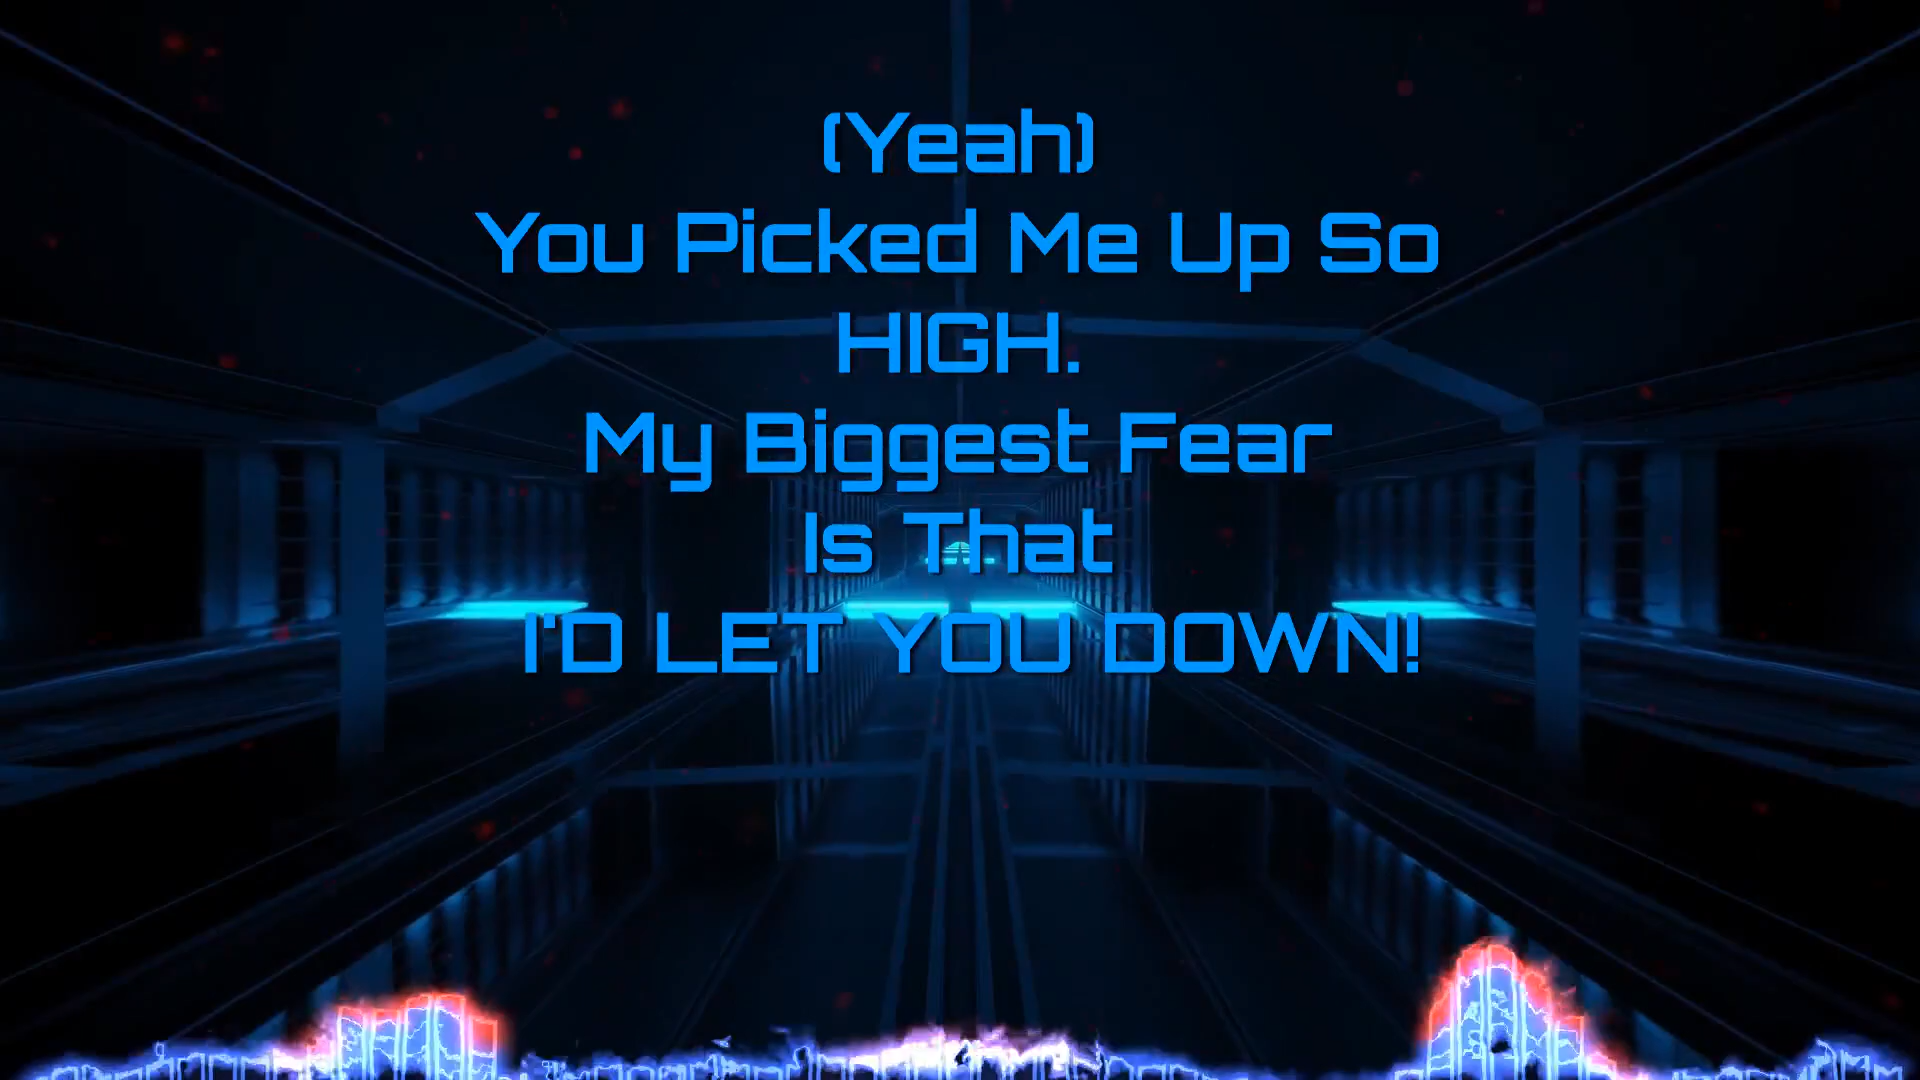 (Yeah)
You Picked Me Up So
HIGH.
My Biggest Fear
Is That
I'D LET YOU DOWN!